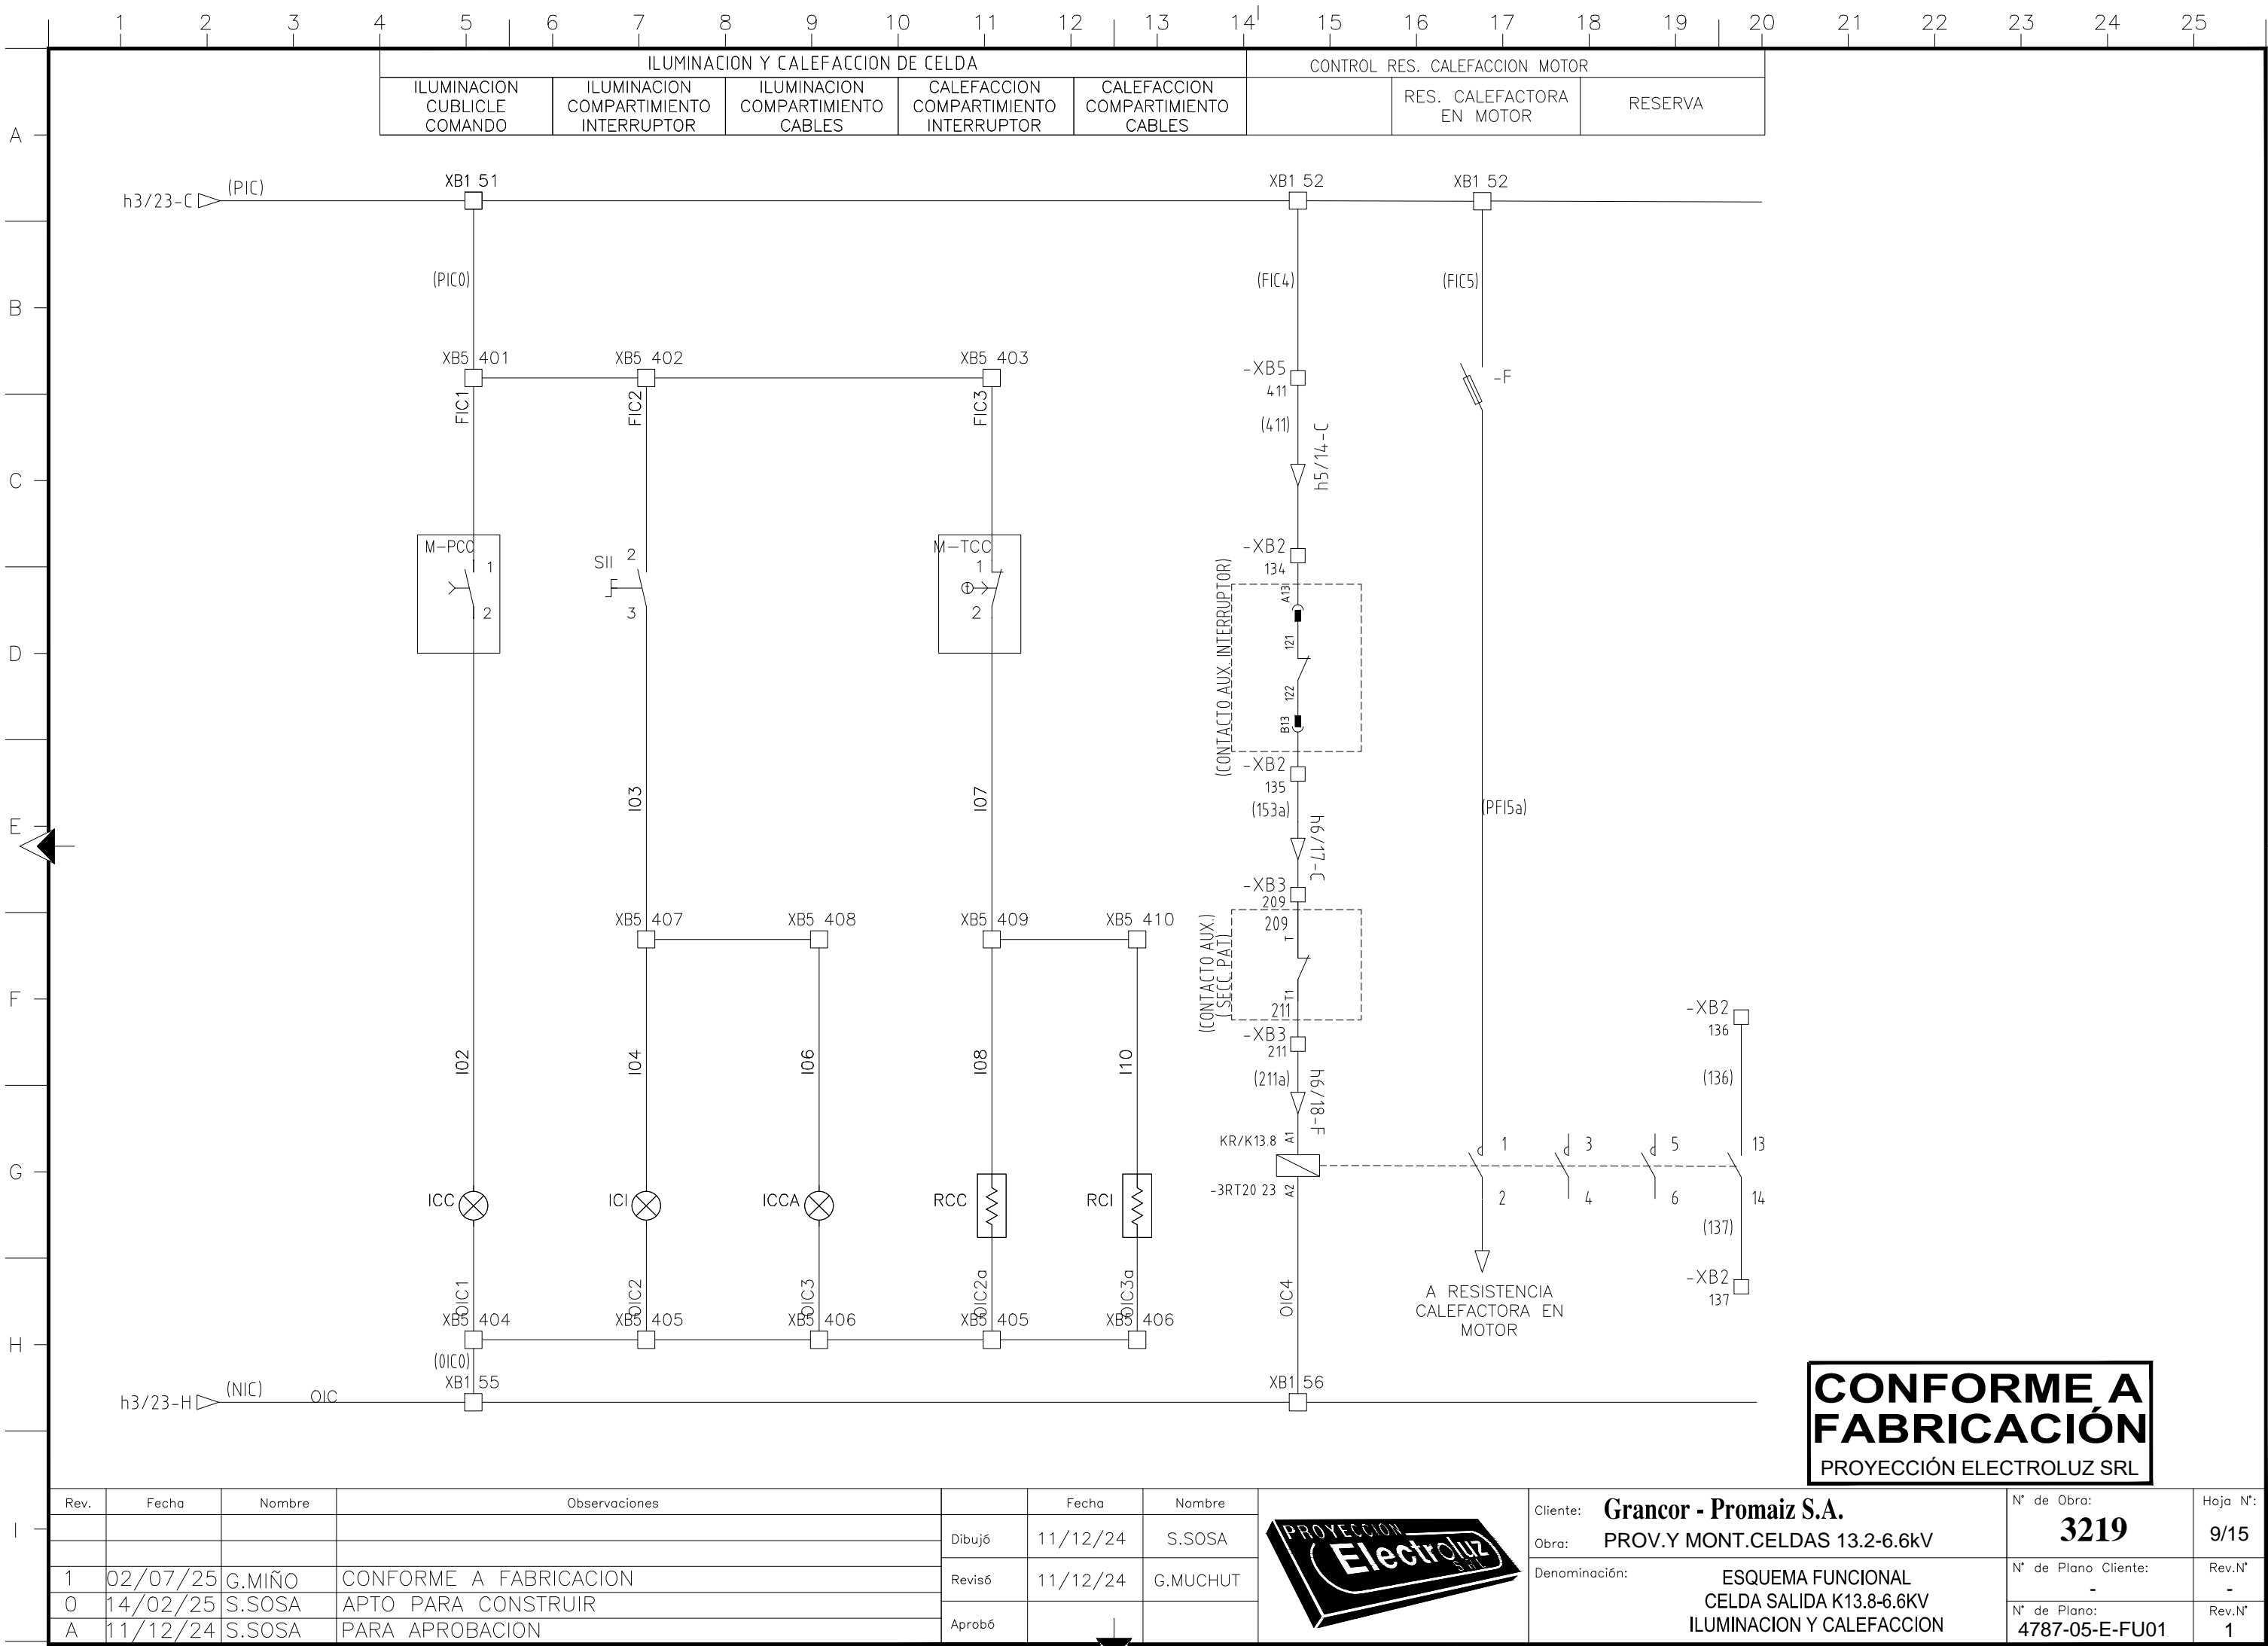 1 2 3 4 5 6 7 8 9 10 11 12 13 14 15 16 17 18 19 20 21 22 23 24 25
ILUMINACION Y CALEFACCION DE CELDA
CONTROL RES. CALEFACCION MOTOR
ILUMINACION
CUBLICLE
COMANDO
ILUMINACION
COMPARTIMIENTO
INTERRUPTOR
ILUMINACION
COMPARTIMIENTO
CABLES
CALEFACCION
COMPARTIMIENTO
INTERRUPTOR
CALEFACCION
COMPARTIMIENTO
CABLES
RES. CALEFACTORA
EN MOTOR
RESERVA
A
h3/23-C
(PIC)
XB1 51
XB1 52
XB1 52
(PIC0)
(FIC4)
(FIC5)
B
XB5 401
XB5 402
XB5 403
-XB5
411
-F
FIC1
FIC2
FIC3
(411)
h5/14-C
C
M-PCC
1
2
SII
2
3
M-TCC
1
2
-XB2
134
(CONTACTO AUX. INTERRUPTOR)
A13
121
122
B13
D
-XB2
135
(153a)
h6/17-C
I03
I07
(PFI5a)
E
-XB3
209
XB5 407
XB5 408
XB5 409
XB5 410
(CONTACTO AUX.)
( SECC. PAT)
209
T
T1
211
F
-XB3
211
(211a)
h6/18-F
-XB2
136
(136)
I02
I04
I06
I08
I10
KR/K13.8
A1
-3RT20 23
A2
1
2
3
4
5
6
13
14
G
(137)
-XB2
137
ICC
ICI
ICCA
RCC
RCI
A RESISTENCIA
CALEFACTORA EN
MOTOR
OIC1
OIC2
OIC3
OIC2a
OIC3a
OIC4
XB5 404
XB5 405
XB5 406
XB5 405
XB5 406
H
(0IC0)
XB1 55
XB1 56
h3/23-H
(NIC)
OIC
CONFORME A
FABRICACIÓN
PROYECCIÓN ELECTROLUZ SRL
I
Rev. Fecha Nombre Observaciones
1 02/07/25 G.MIÑO CONFORME A FABRICACION
0 14/02/25 S.SOSA APTO PARA CONSTRUIR
A 11/12/24 S.SOSA PARA APROBACION
Fecha Nombre
Dibujó 11/12/24 S.SOSA
Revisó 11/12/24 G.MUCHUT
Aprobó
PROYECCION
Electroluz
S.R.L
Cliente: Grancor - Promaiz S.A.
Obra: PROV.Y MONT.CELDAS 13.2-6.6kV
Denominación:
ESQUEMA FUNCIONAL
CELDA SALIDA K13.8-6.6KV
ILUMINACION Y CALEFACCION
N° de Obra:
3219
Hoja N°:
9/15
N° de Plano Cliente:
-
Rev.N°
-
N° de Plano:
4787-05-E-FU01
Rev.N°
1